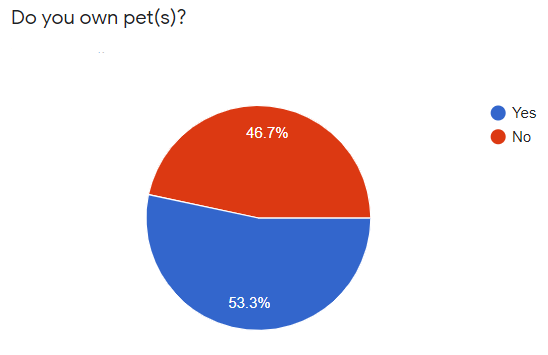 Do you own pet(s)?
Yes
No
46.7%
53.3%